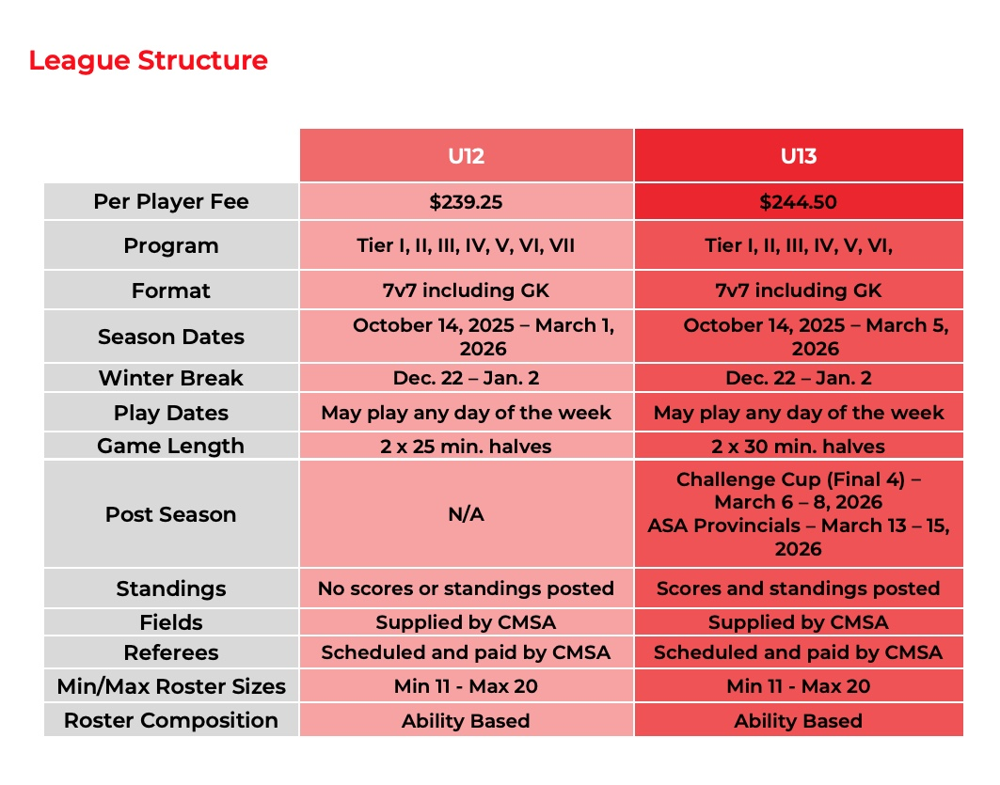 League Structure
U12 U13
Per Player Fee $239.25 $244.50
Program Tier I, II, III, IV, V, VI, VII Tier I, II, III, IV, V, VI,
Format 7v7 including GK 7v7 including GK
Season Dates October 14, 2025 – March 1, 2026 October 14, 2025 – March 5, 2026
Winter Break Dec. 22 – Jan. 2 Dec. 22 – Jan. 2
Play Dates May play any day of the week May play any day of the week
Game Length 2 x 25 min. halves 2 x 30 min. halves
Post Season N/A Challenge Cup (Final 4) –
March 6 – 8, 2026
ASA Provincials – March 13 – 15,
2026
Standings No scores or standings posted Scores and standings posted
Fields Supplied by CMSA Supplied by CMSA
Referees Scheduled and paid by CMSA Scheduled and paid by CMSA
Min/Max Roster Sizes Min 11 - Max 20 Min 11 - Max 20
Roster Composition Ability Based Ability Based